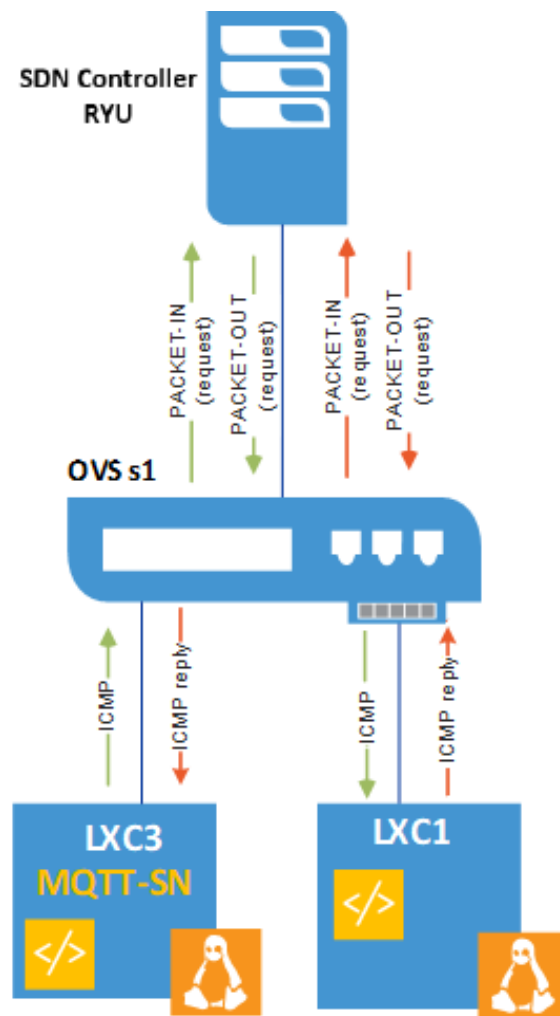 SDN Controller
RYU
PACKET-IN
(request)
PACKET-OUT
(request)
PACKET-IN
(request)
PACKET-OUT
(request)
OVS s1
ICMP
ICMP reply
ICMP
ICMP reply
LXC3
MQTT-SN
</>
LXC1
</>